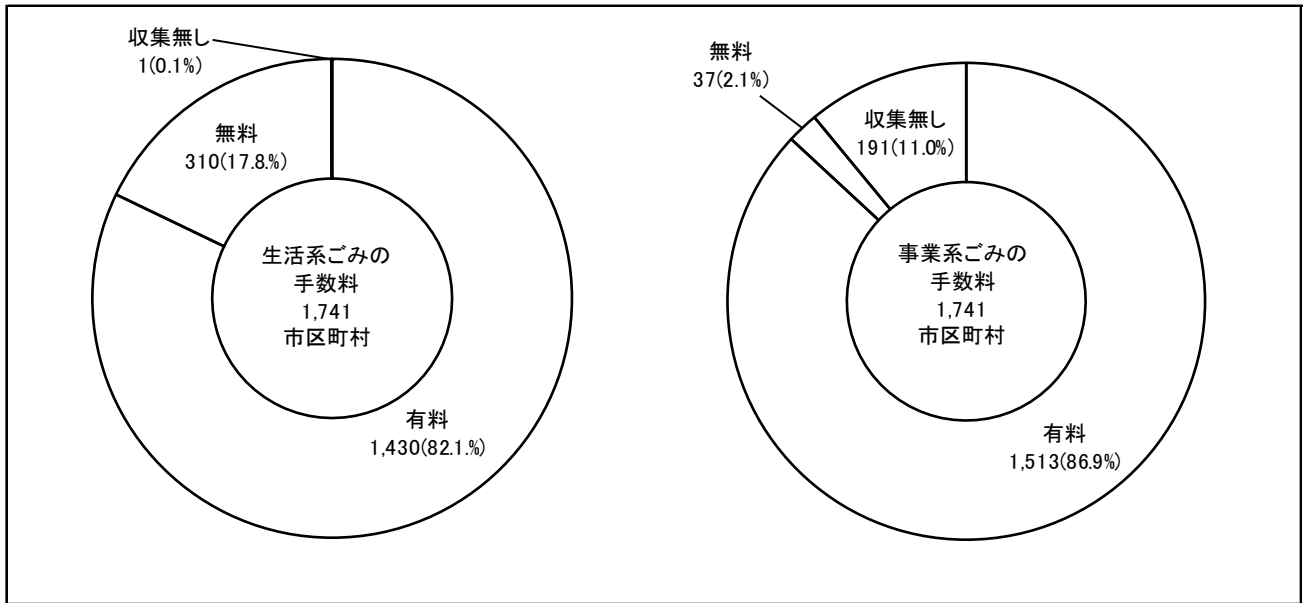 収集無し
1(0.1%)
無料
310(17.8.%)
生活系ごみの
手数料
1,741
市区町村
有料
1,430(82.1.%)
無料
37(2.1%)
収集無し
191(11.0%)
事業系ごみの
手数料
1,741
市区町村
有料
1,513(86.9%)